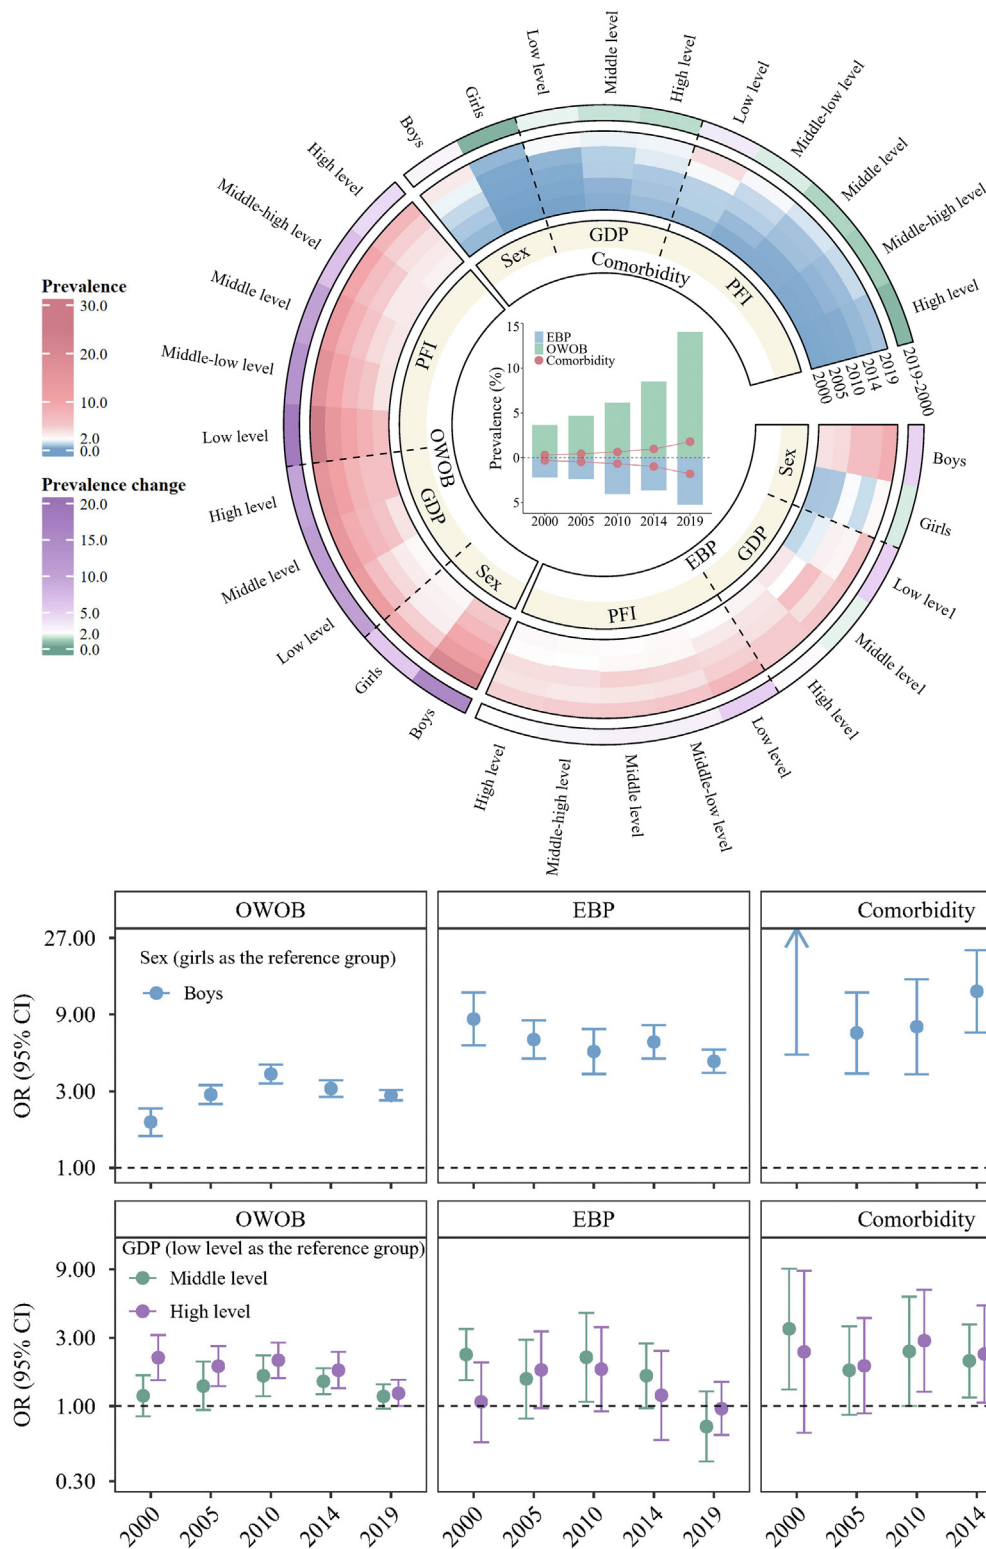 Low level
Middle level
High level
Low level
Middle-low level
Middle level
Middle-high level
High level
Girls
Boys
High level
Middle-high level
Middle level
Middle-low level
Low level
High level
Middle level
Low level
Girls
Boys
High level
Middle-high level
Middle level
Middle-low level
Low level
High level
Middle level
Low level
Girls
Boys
Prevalence
30.0
20.0
10.0
2.0
0.0
Prevalence change
20.0
15.0
10.0
5.0
2.0
0.0
Sex
GDP
PFI
Comorbidity
PFI
GDP
Sex
OWOB
PFI
GDP
Sex
EBP
2000
2005
2010
2014
2019
2019-2000
Prevalence (%)
15
10
5
0
5
EBP
OWOB
Comorbidity
2000 2005 2010 2014 2019
OWOB
EBP
Comorbidity
OR (95% CI)
27.00
9.00
3.00
1.00
Sex (girls as the reference group)
Boys
OWOB
EBP
Comorbidity
OR (95% CI)
9.00
3.00
1.00
0.30
GDP (low level as the reference group)
Middle level
High level
2000 2005 2010 2014 2019
2000 2005 2010 2014 2019
2000 2005 2010 2014